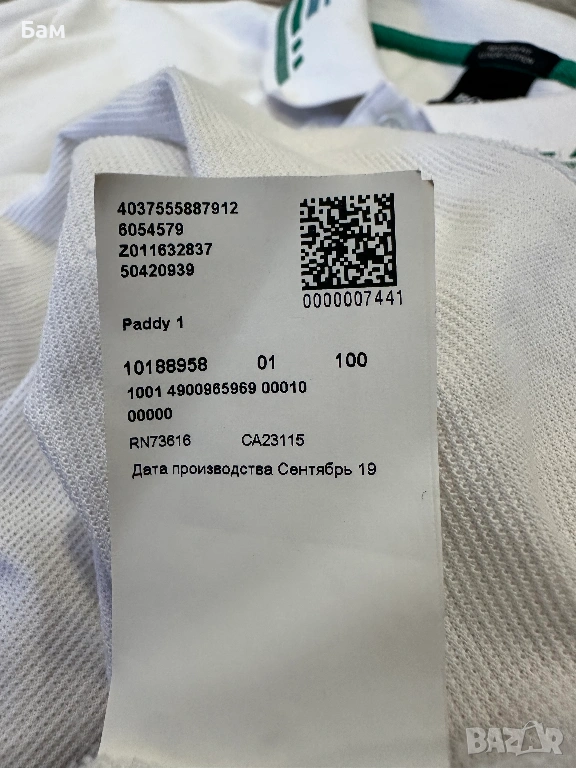 Бам
4037555887912
6054579
Z011632837
50420939
0000007441
Paddy 1
10188958 01 100
1001 4900965969 00010
00000
RN73616 CA23115
Дата производства Сентябрь 19
BAZAR